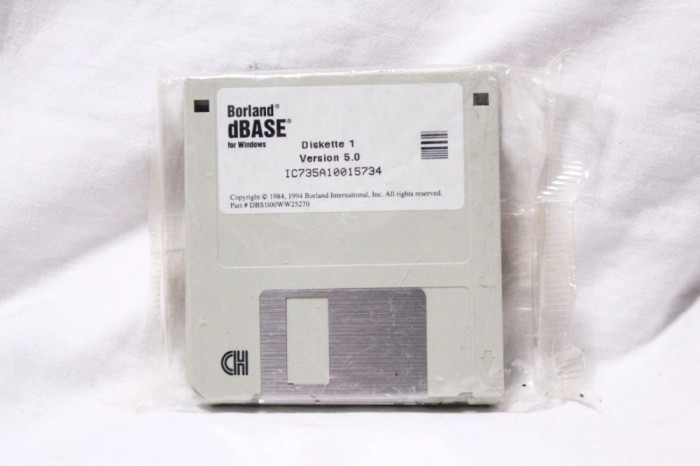 Borland®
dBASE®
for Windows
Diskette 1
Version 5.0
IC735A10015734
Copyright © 1984, 1994 Borland International, Inc. All rights reserved.
Part # DBS1100WW25270
CH